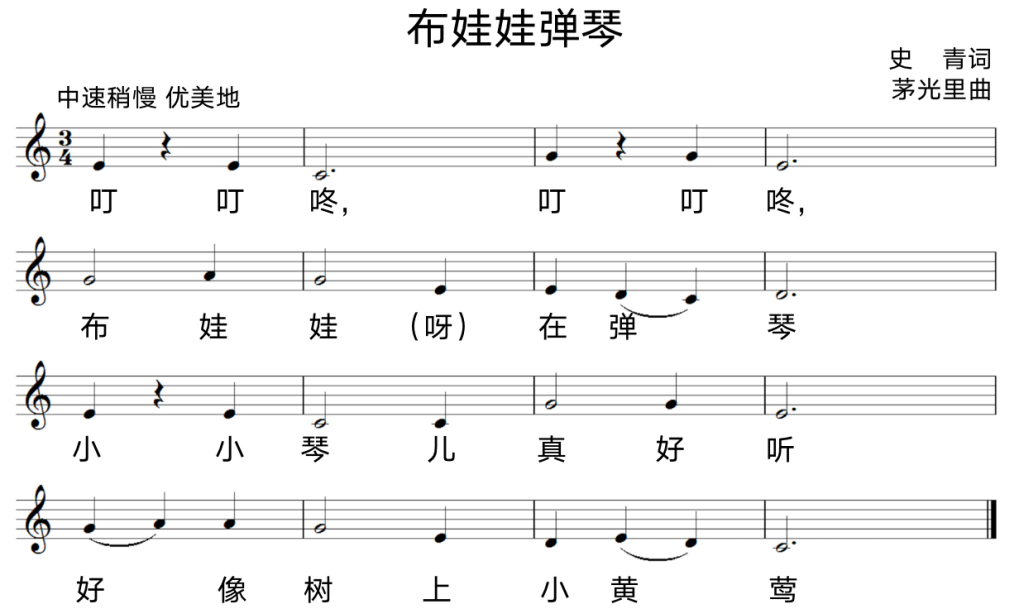 布娃娃弹琴
史 青词
茅光里曲
中速稍慢 优美地
3
4
叮 叮 咚， 叮 叮 咚，
布 娃 娃 （呀） 在 弹 琴
小 小 琴 儿 真 好 听
好 像 树 上 小 黄 莺